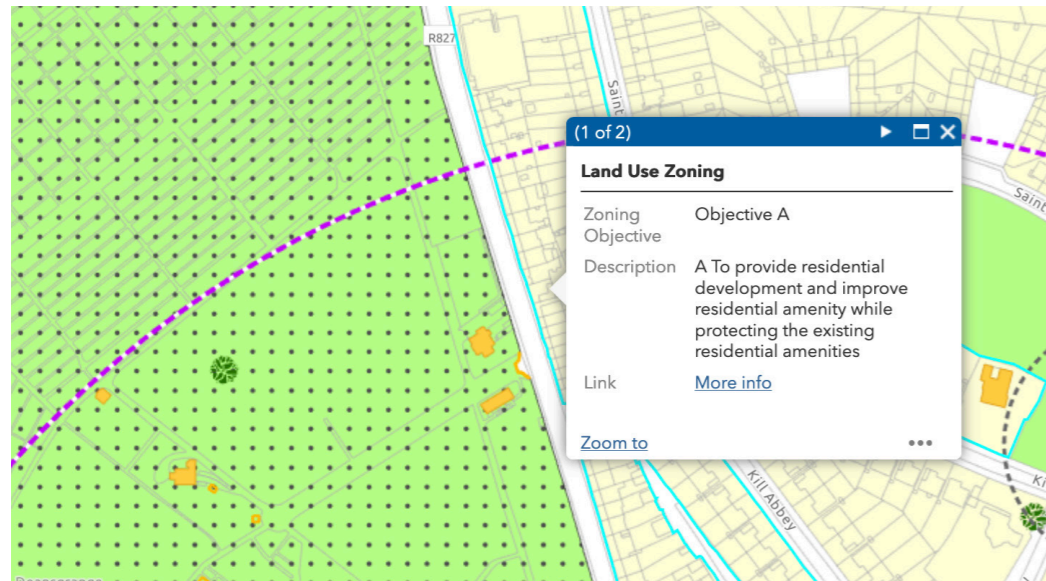 R827
Saint
(1 of 2)
Land Use Zoning
Zoning Objective A
Objective
Description A To provide residential
development and improve
residential amenity while
protecting the existing
residential amenities
Link More info
Zoom to
Saint
Kill Abbey
Ki